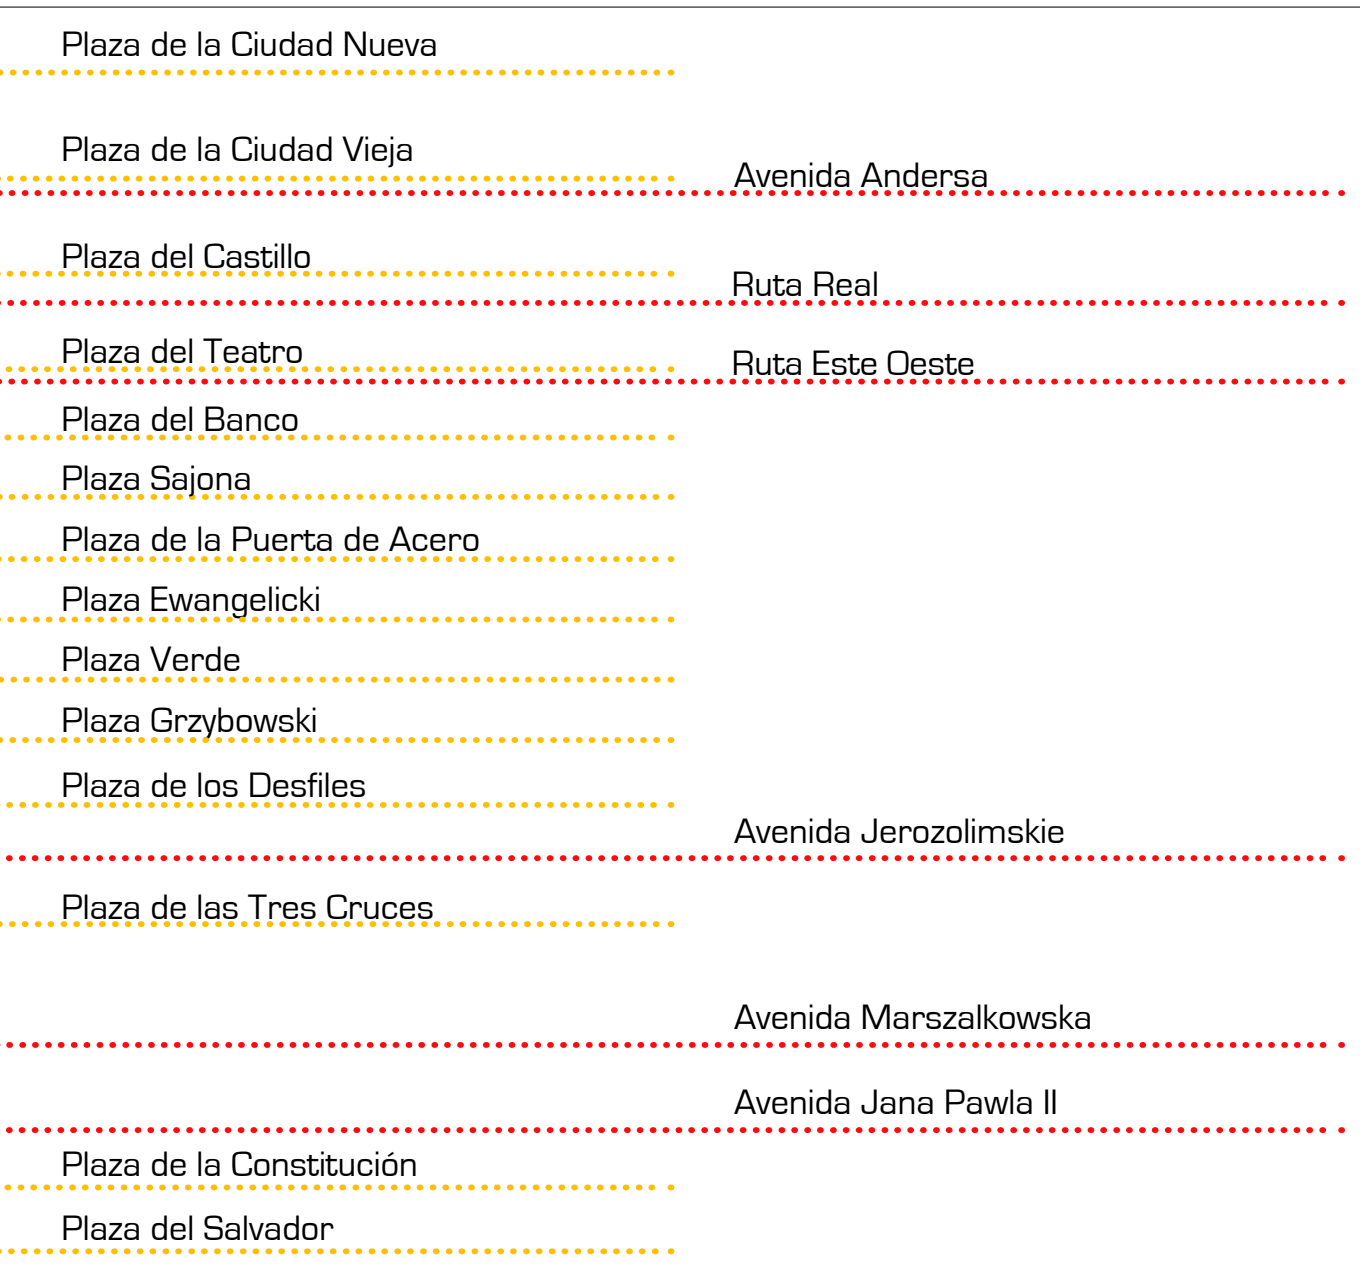 Plaza de la Ciudad Nueva
Plaza de la Ciudad Vieja
Avenida Andersa
Plaza del Castillo
Ruta Real
Plaza del Teatro
Ruta Este Oeste
Plaza del Banco
Plaza Sajona
Plaza de la Puerta de Acero
Plaza Ewangelicki
Plaza Verde
Plaza Grzybowski
Plaza de los Desfiles
Avenida Jerozolimskie
Plaza de las Tres Cruces
Avenida Marszalkowska
Avenida Jana Pawla II
Plaza de la Constitución
Plaza del Salvador